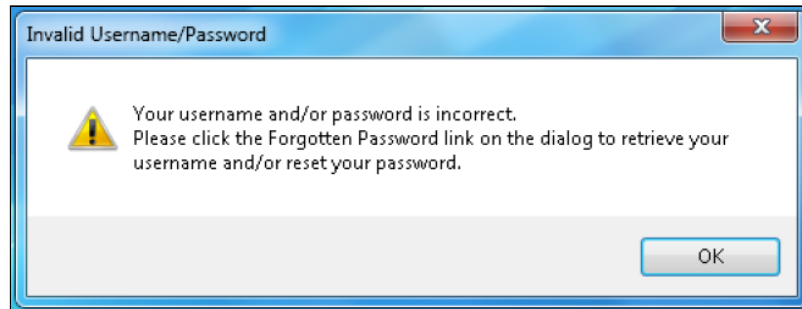 Invalid Username/Password
Your username and/or password is incorrect.
Please click the Forgotten Password link on the dialog to retrieve your
username and/or reset your password.
OK